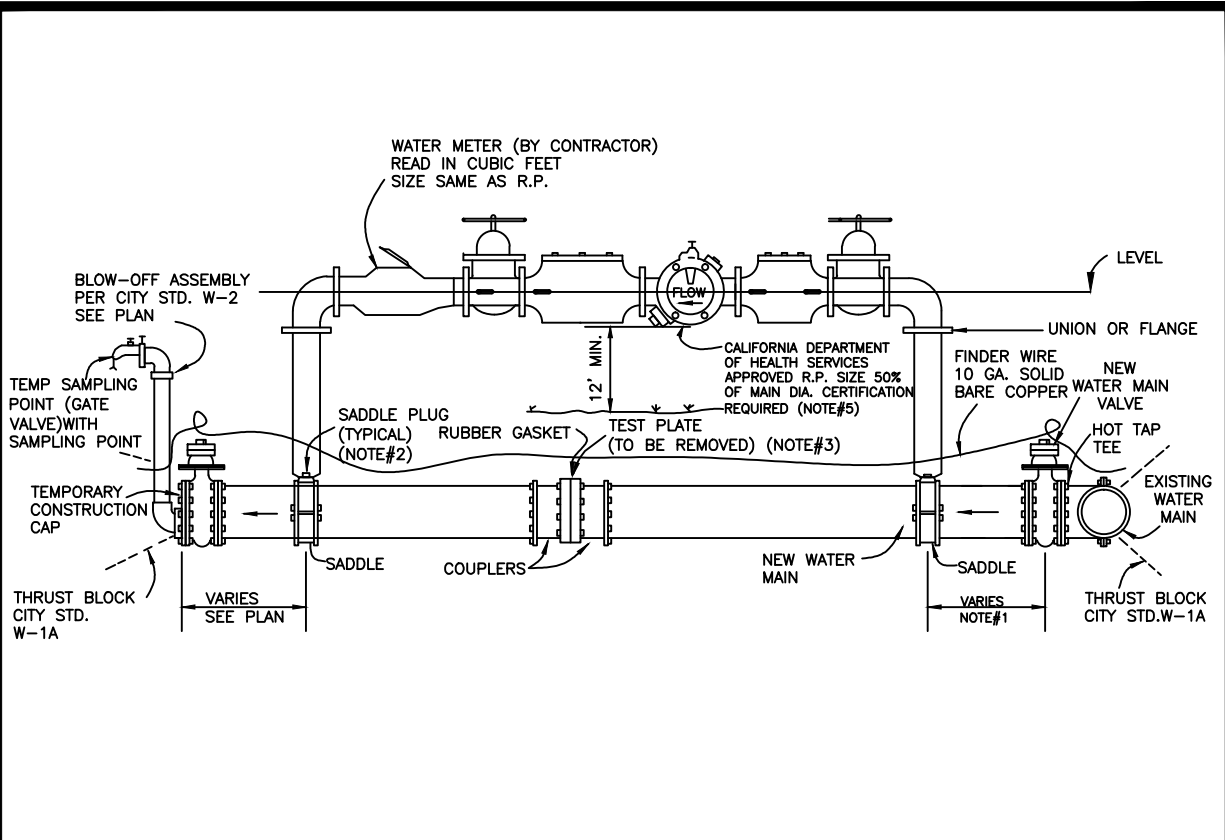 WATER METER (BY CONTRACTOR)
READ IN CUBIC FEET
SIZE SAME AS R.P.
LEVEL
BLOW-OFF ASSEMBLY
PER CITY STD. W-2
SEE PLAN
FLOW
UNION OR FLANGE
12' MIN.
CALIFORNIA DEPARTMENT
OF HEALTH SERVICES
APPROVED R.P. SIZE 50%
OF MAIN DIA. CERTIFICATION
REQUIRED (NOTE#5)
FINDER WIRE
10 GA. SOLID
BARE COPPER
NEW
WATER MAIN
VALVE
TEMP SAMPLING
POINT (GATE
VALVE)WITH
SAMPLING POINT
SADDLE PLUG
(TYPICAL)
(NOTE#2)
RUBBER GASKET
TEST PLATE
(TO BE REMOVED) (NOTE#3)
HOT TAP
TEE
TEMPORARY
CONSTRUCTION
CAP
EXISTING
WATER
MAIN
SADDLE
COUPLERS
NEW WATER
MAIN
SADDLE
THRUST BLOCK
CITY STD.
W-1A
VARIES
SEE PLAN
VARIES
NOTE#1
THRUST BLOCK
CITY STD.W-1A